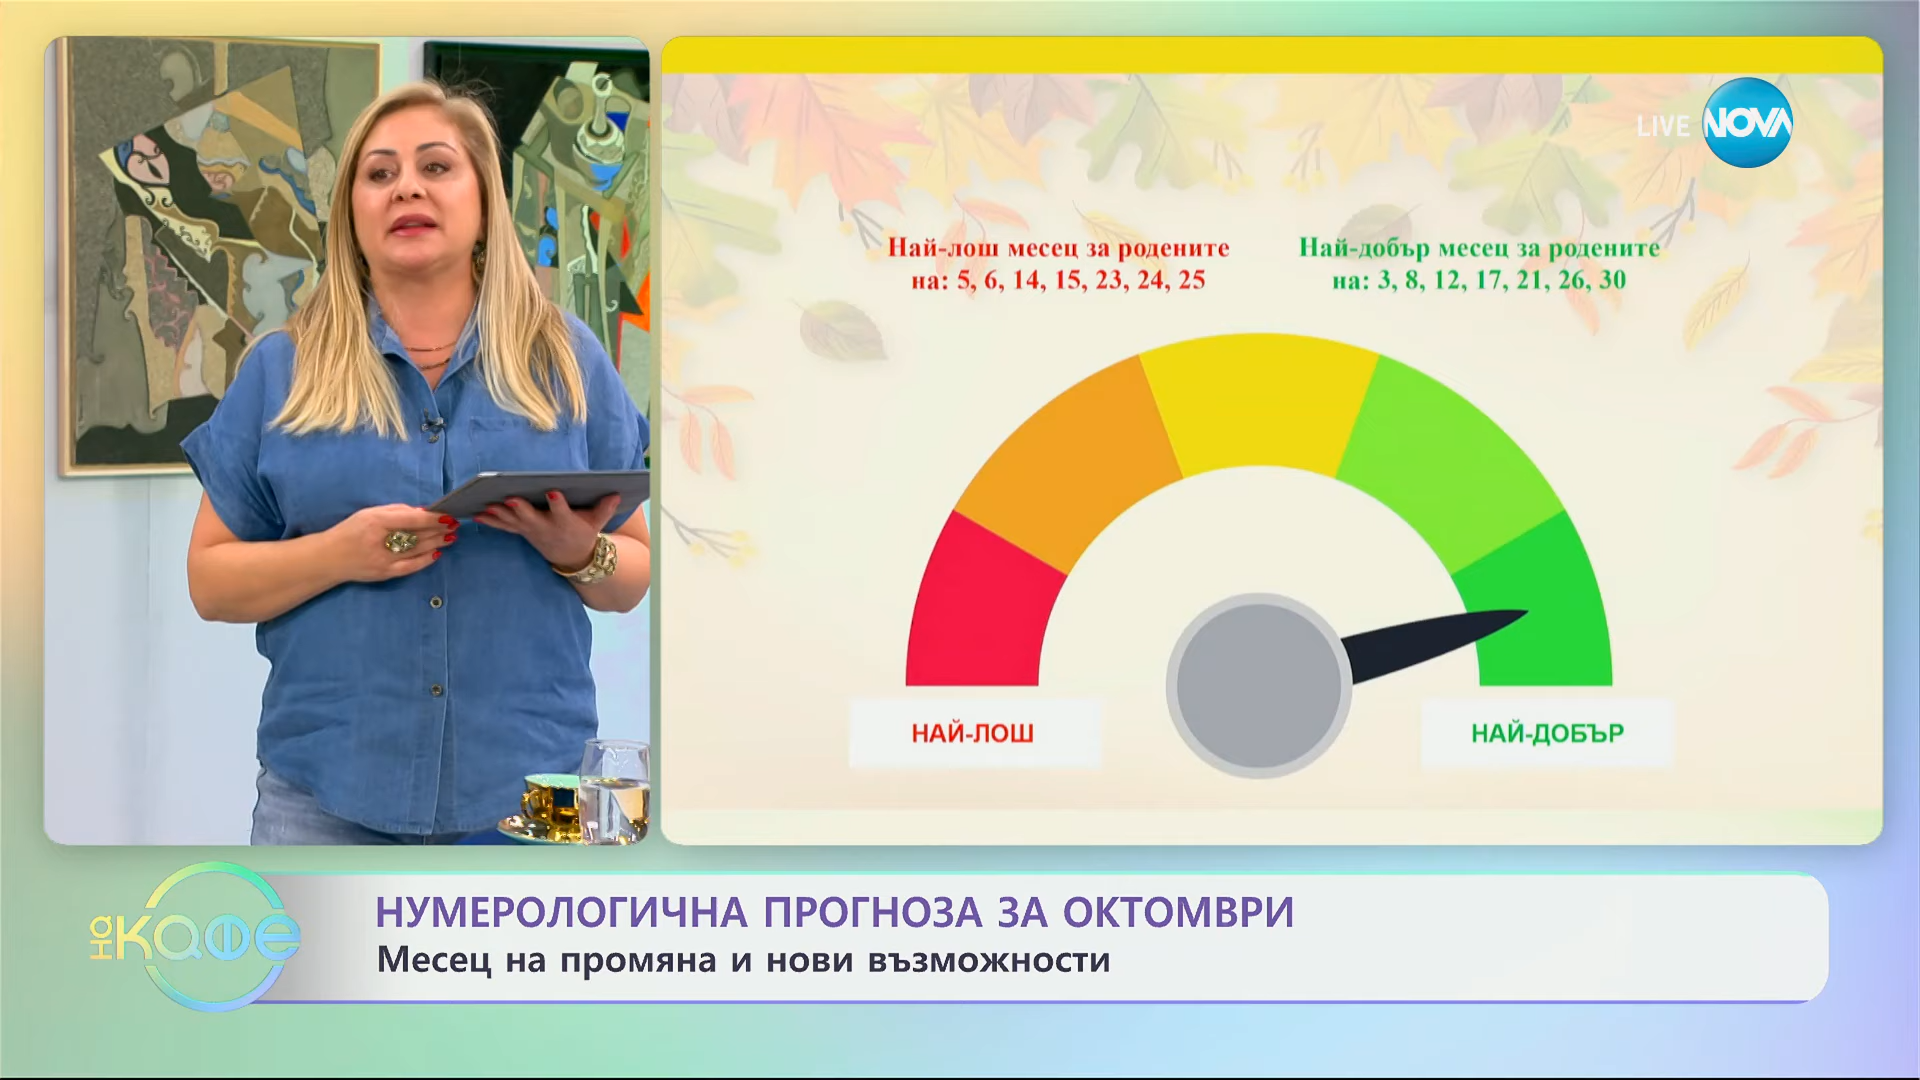 LIVE NOVA
Най-лош месец за родените
на: 5, 6, 14, 15, 23, 24, 25
Най-добър месец за родените
на: 3, 8, 12, 17, 21, 26, 30
НАЙ-ЛОШ
НАЙ-ДОБЪР
на кафе
НУМЕРОЛОГИЧНА ПРОГНОЗА ЗА ОКТОМВРИ
Месец на промяна и нови възможности